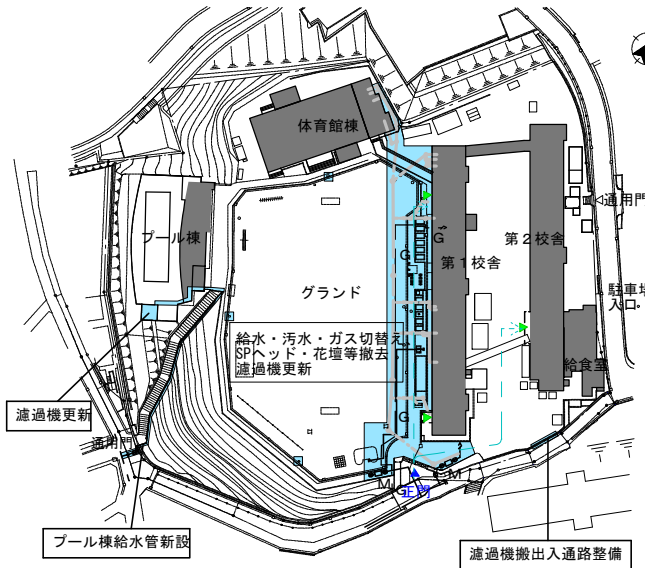 体育館棟
通用門
プール棟
G
第2校舎
G
第1校舎
グランド
駐車場
入口
給水・汚水・ガス切替え
SPヘッド・花壇等撤去
濾過機更新
給食室
濾過機更新
G
通用門
M
G
M
正門
プール棟給水管新設
濾過機搬出入通路整備